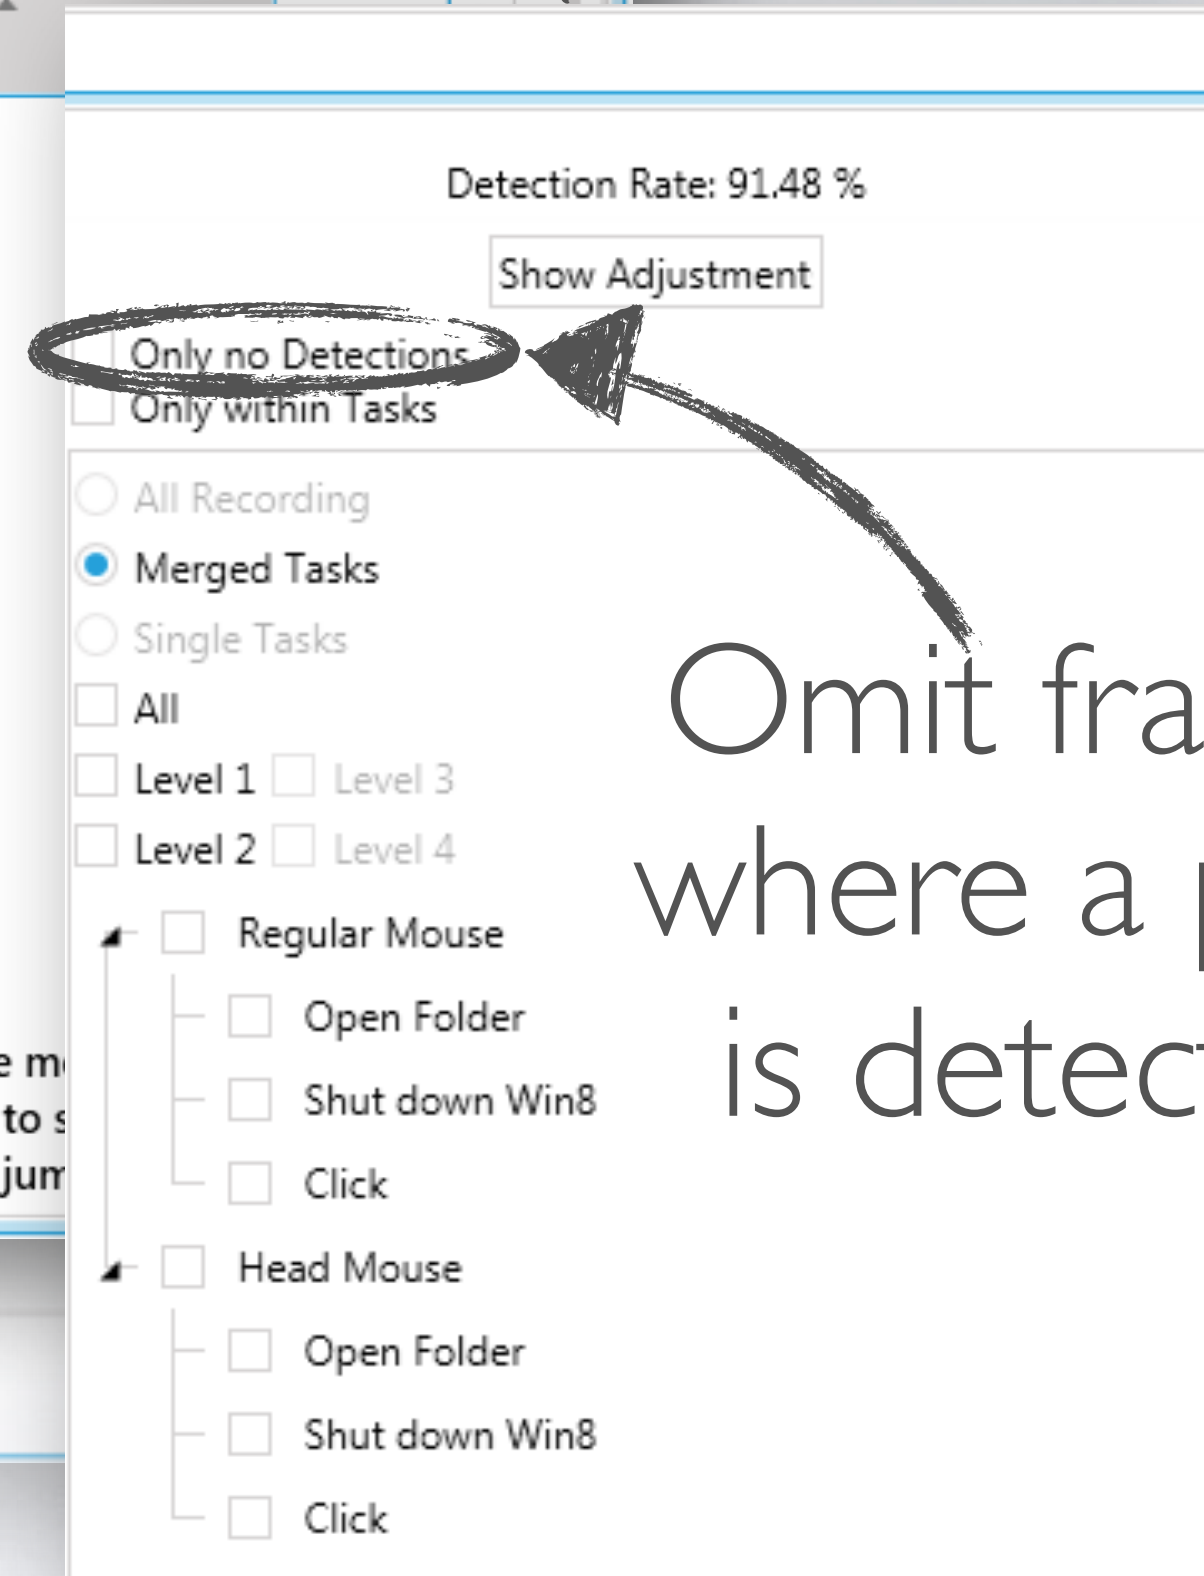 Detection Rate: 91.48 %
Show Adjustment
Only no Detections
Only within Tasks
All Recording
Merged Tasks
Single Tasks
All
Level 1 Level 3
Level 2 Level 4
Regular Mouse
Open Folder
Shut down Win8
Click
Head Mouse
Open Folder
Shut down Win8
Click
Omit
where a
is
to